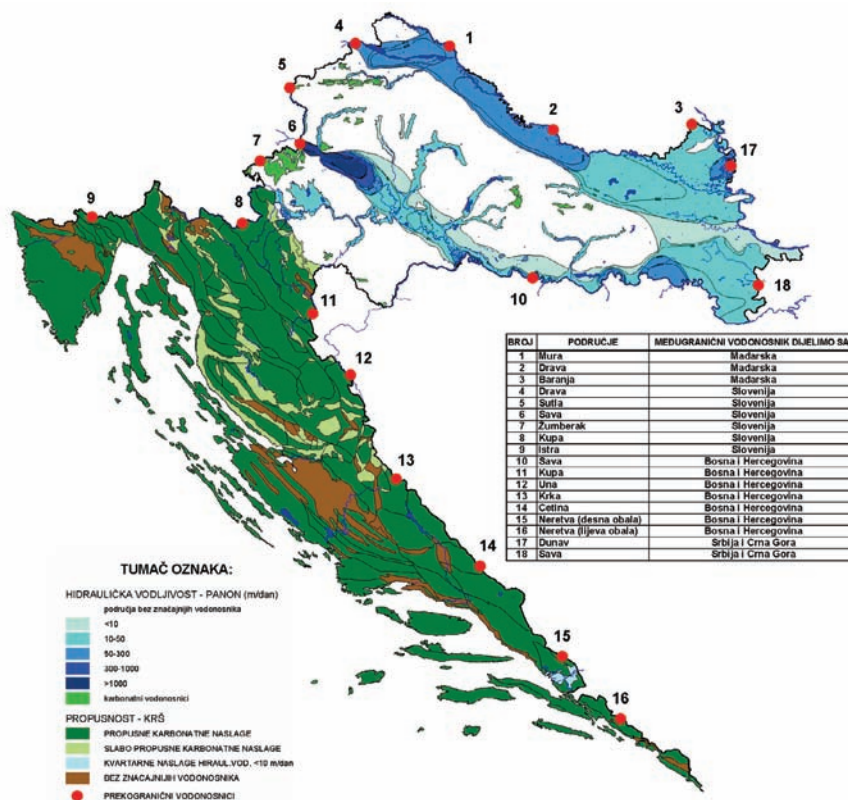 4
1
5
2
3
6
17
7
9
8
10
18
11
12
13
14
15
16
BROJ PODRUČJE MEDUGRANIČNI VODONOSNIK DIJELIMO SA
1 Mura Mađarska
2 Drava Mađarska
3 Baranja Mađarska
4 Drava Slovenija
5 Sutla Slovenija
6 Sava Slovenija
7 Žumberak Slovenija
8 Kupa Slovenija
9 Istra Slovenija
10 Sava Bosna i Hercegovina
11 Kupa Bosna i Hercegovina
12 Una Bosna i Hercegovina
13 Krka Bosna i Hercegovina
14 Cetina Bosna i Hercegovina
15 Neretva (desna obala) Bosna i Hercegovina
16 Neretva (lijeva obala) Bosna i Hercegovina
17 Dunav Srbija i Crna Gora
18 Sava Srbija i Crna Gora
TUMAČ OZNAKA:
HIDRAULIČKA VODLJIVOST - PANON (m/dan)
područja bez značajnijih vodonosnika
<10
10-50
50-300
300-1000
>1000
karbonatni vodonosnici
PROPUSNOST - KRŠ
PROPUSNE KARBONATNE NASLAGE
SLABO PROPUSNE KARBONATNE NASLAGE
KVARTARNE NASLAGE HIRAUL.VOD. <10 m/dan
BEZ ZNAČAJNIJIH VODONOSNIKA
PREKOGRANIČNI VODONOSNICI